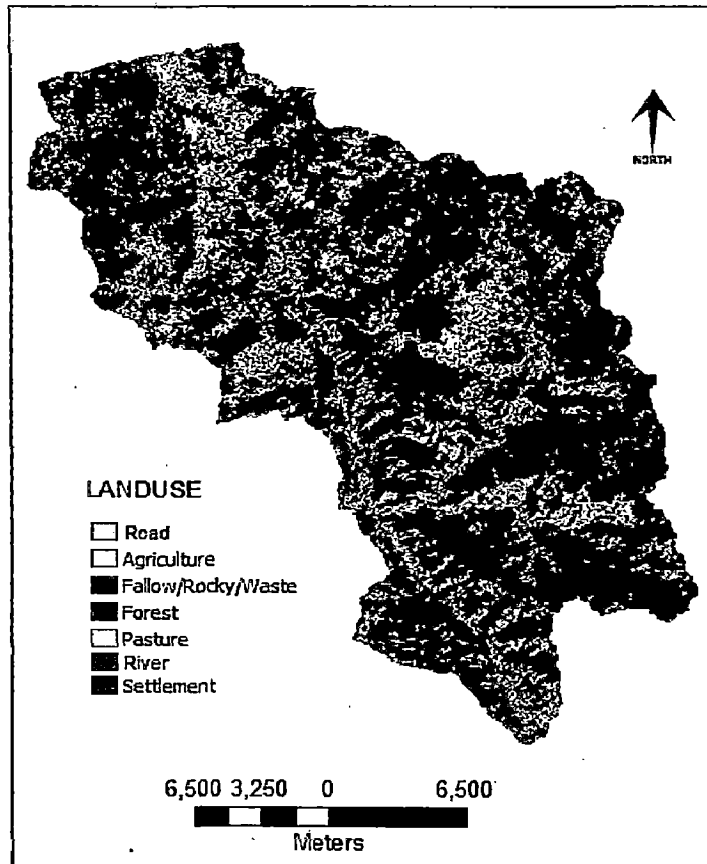 NORTH
LANDUSE
Road
Agriculture
Fallow/Rocky/Waste
Forest
Pasture
River
Settlement
6,500 3,250 0 6,500
Meters